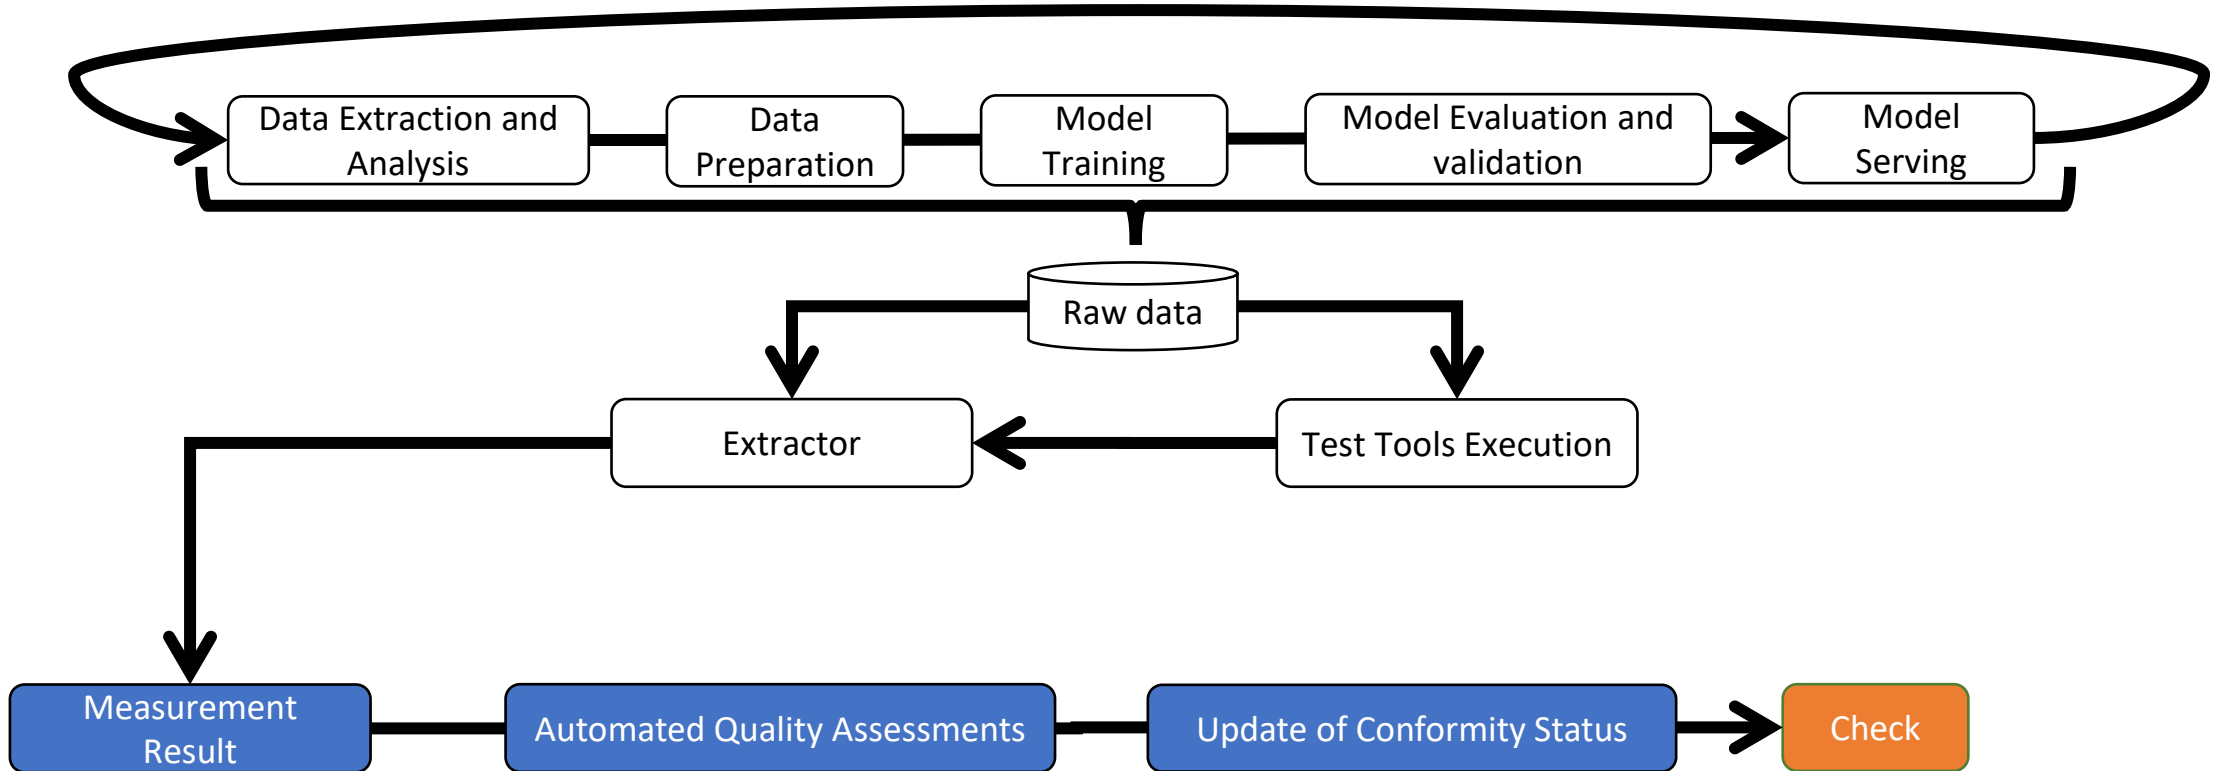 Data Extraction and
Analysis
Data
Preparation
Model
Training
Model Evaluation and
validation
Model
Serving
Raw data
Extractor
Test Tools Execution
Measurement
Result
Automated Quality Assessments
Update of Conformity Status
Check